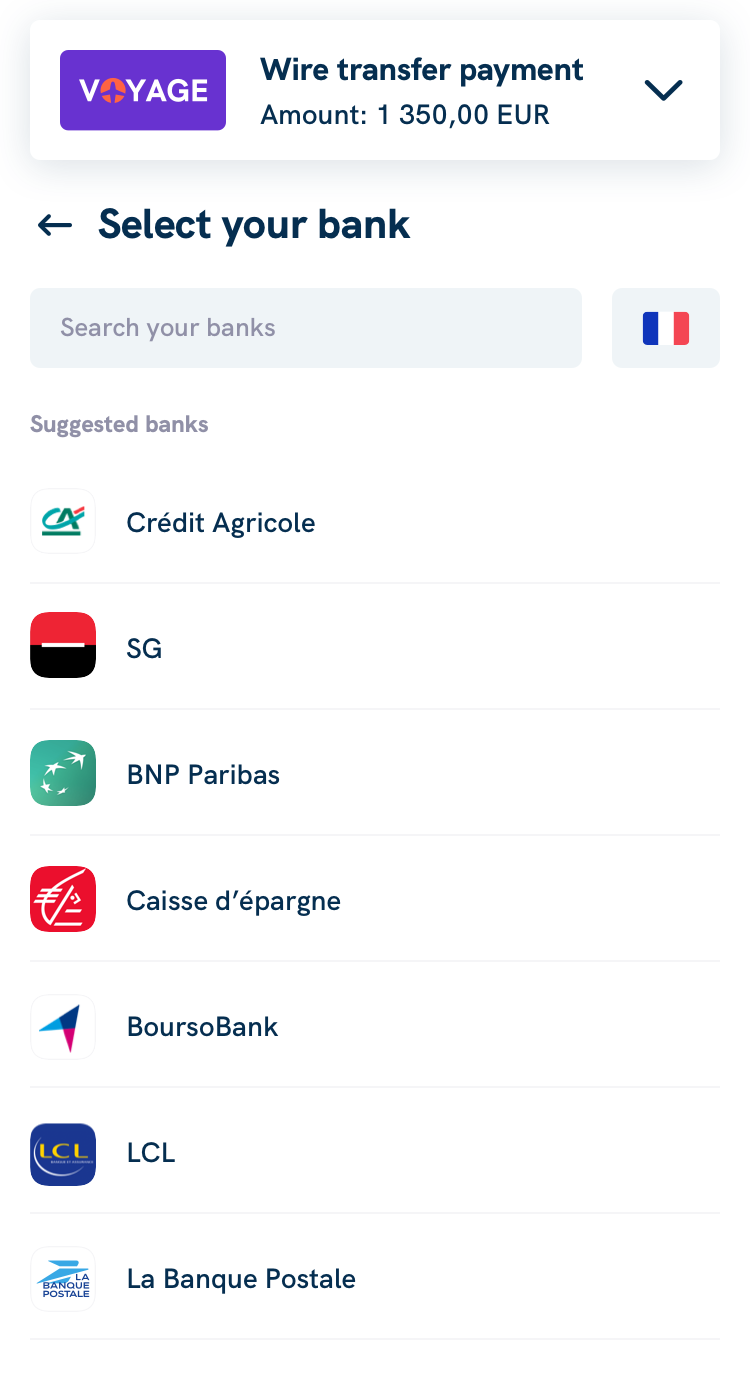 VOYAGE
Wire transfer payment
Amount: 1 350,00 EUR
Select your bank
Search your banks
Suggested banks
CA
Crédit Agricole
SG
BNP Paribas
Caisse d’épargne
BoursoBank
LCL
LCL
LA
BANQUE
POSTALE
La Banque Postale